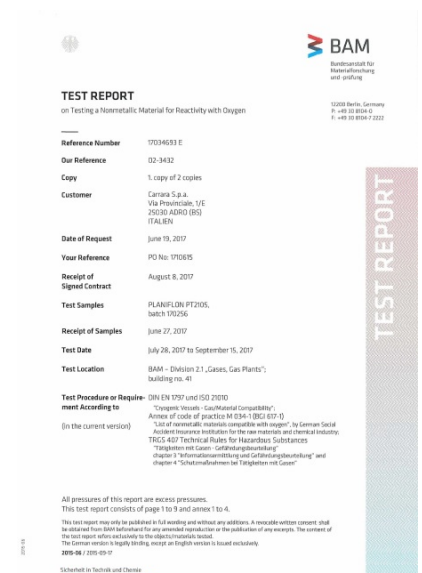 BAM
Bundesanstalt für
Materialforschung
und -prüfung
TEST REPORT
on Testing a Nonmetallic Material for Reactivity with Oxygen
12200 Berlin, Germany
P: +49 30 8104-0
F: +49 30 8104-7 2222
Reference Number 17034693 E
Our Reference 02-3432
Copy 1. copy of 2 copies
Customer Carrara S.p.a.
Via Provinciale, 1/E
25030 ADRO (BS)
ITALIEN
Date of Request June 19, 2017
Your Reference PO No: 1710615
Receipt of August 8, 2017
Signed Contract
Test Samples PLANIFLON PT2105,
batch 170256
Receipt of Samples June 27, 2017
Test Date July 28, 2017 to September 15, 2017
Test Location BAM – Division 2.1 „Gases, Gas Plants";
building no. 41
Test Procedure or Require- DIN EN 1797 und ISO 21010
ment According to "Cryogenic Vessels - Gas/Material Compatibility";
Annex of code of practice M 034-1 (BGI 617-1)
(in the current version) "List of nonmetallic materials compatible with oxygen", by German Social
Accident Insurance Institution for the raw materials and chemical industry;
TRGS 407 Technical Rules for Hazardous Substances
"Tätigkeiten mit Gasen - Gefährdungsbeurteilung"
chapter 3 "Informationsermittlung und Gefährdungsbeurteilung" and
chapter 4 "Schutzmaßnahmen bei Tätigkeiten mit Gasen"
TEST REPORT
All pressures of this report are excess pressures.
This test report consists of page 1 to 9 and annex 1 to 4.
This test report may only be published in full wording and without any additions. A revocable written consent shall
be obtained from BAM beforehand for any amended reproduction or the publication of any excerpts. The content of
the test report refers exclusively to the objects/materials tested.
The German version is legally binding, except an English version is issued exclusively.
2015-06 / 2015-09-17
Sicherheit in Technik und Chemie